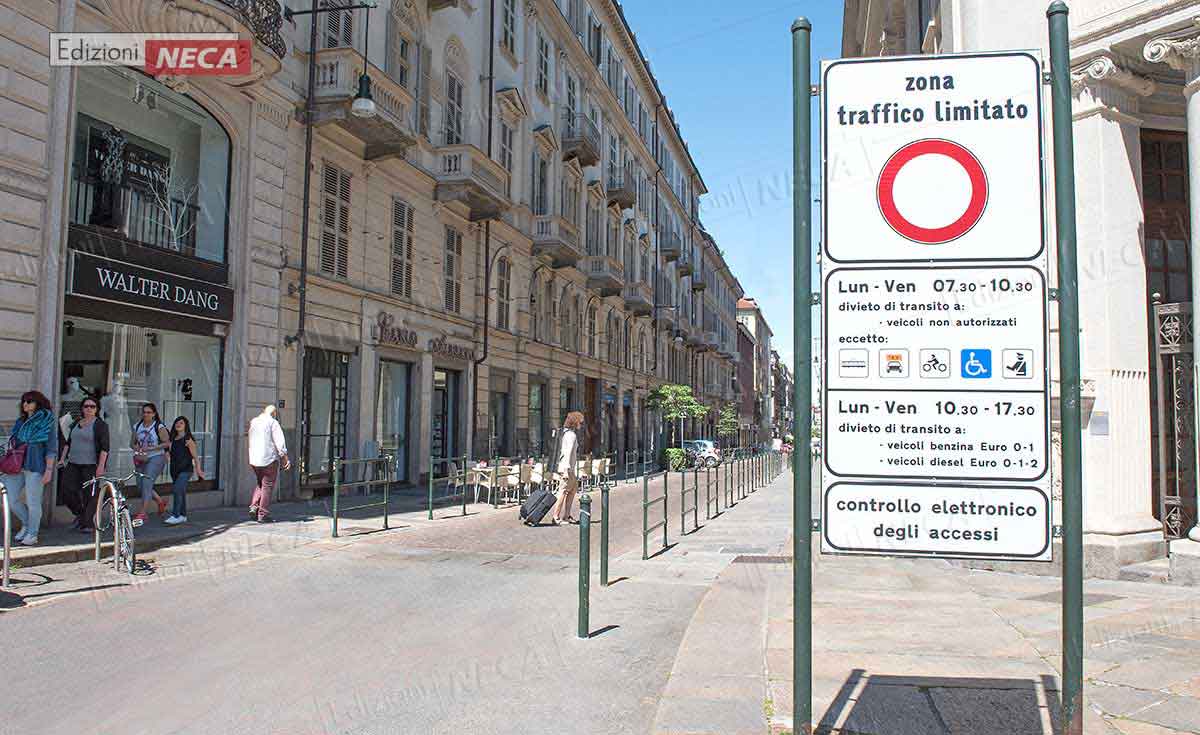 Edizioni NECA
WALTER DANG
zona
traffico limitato
Lun - Ven 07.30 - 10.30
divieto di transito a:
- veicoli non autorizzati
eccetto:
TAXI
Lun - Ven 10.30 - 17.30
divieto di transito a:
- veicoli benzina Euro 0-1
- veicoli diesel Euro 0-1-2
controllo elettronico
degli accessi